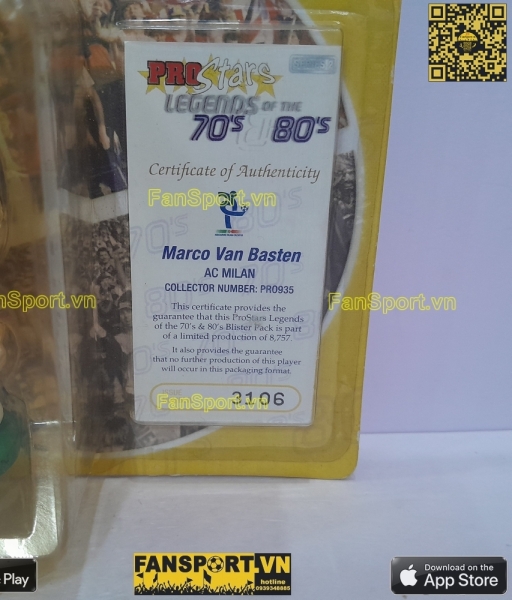 PROStars
LEGENDS OF THE
70's & 80's
Certificate of Authenticity
FanSport.vn
Marco Van Basten
AC MILAN
COLLECTOR NUMBER: PRO935
FanSport.vn
FanSport.vn
This certificate provides the
guarantee that this ProStars Legends
of the 70's & 80's Blister Pack is part
of a limited production of 8,757.
It also provides the guarantee
that no further production of this player
will occur in this packaging format.
FanSport.vn
3106
70's
80's
Play
FANSPORT.VN
hotline
0939346885
Download on the
App Store